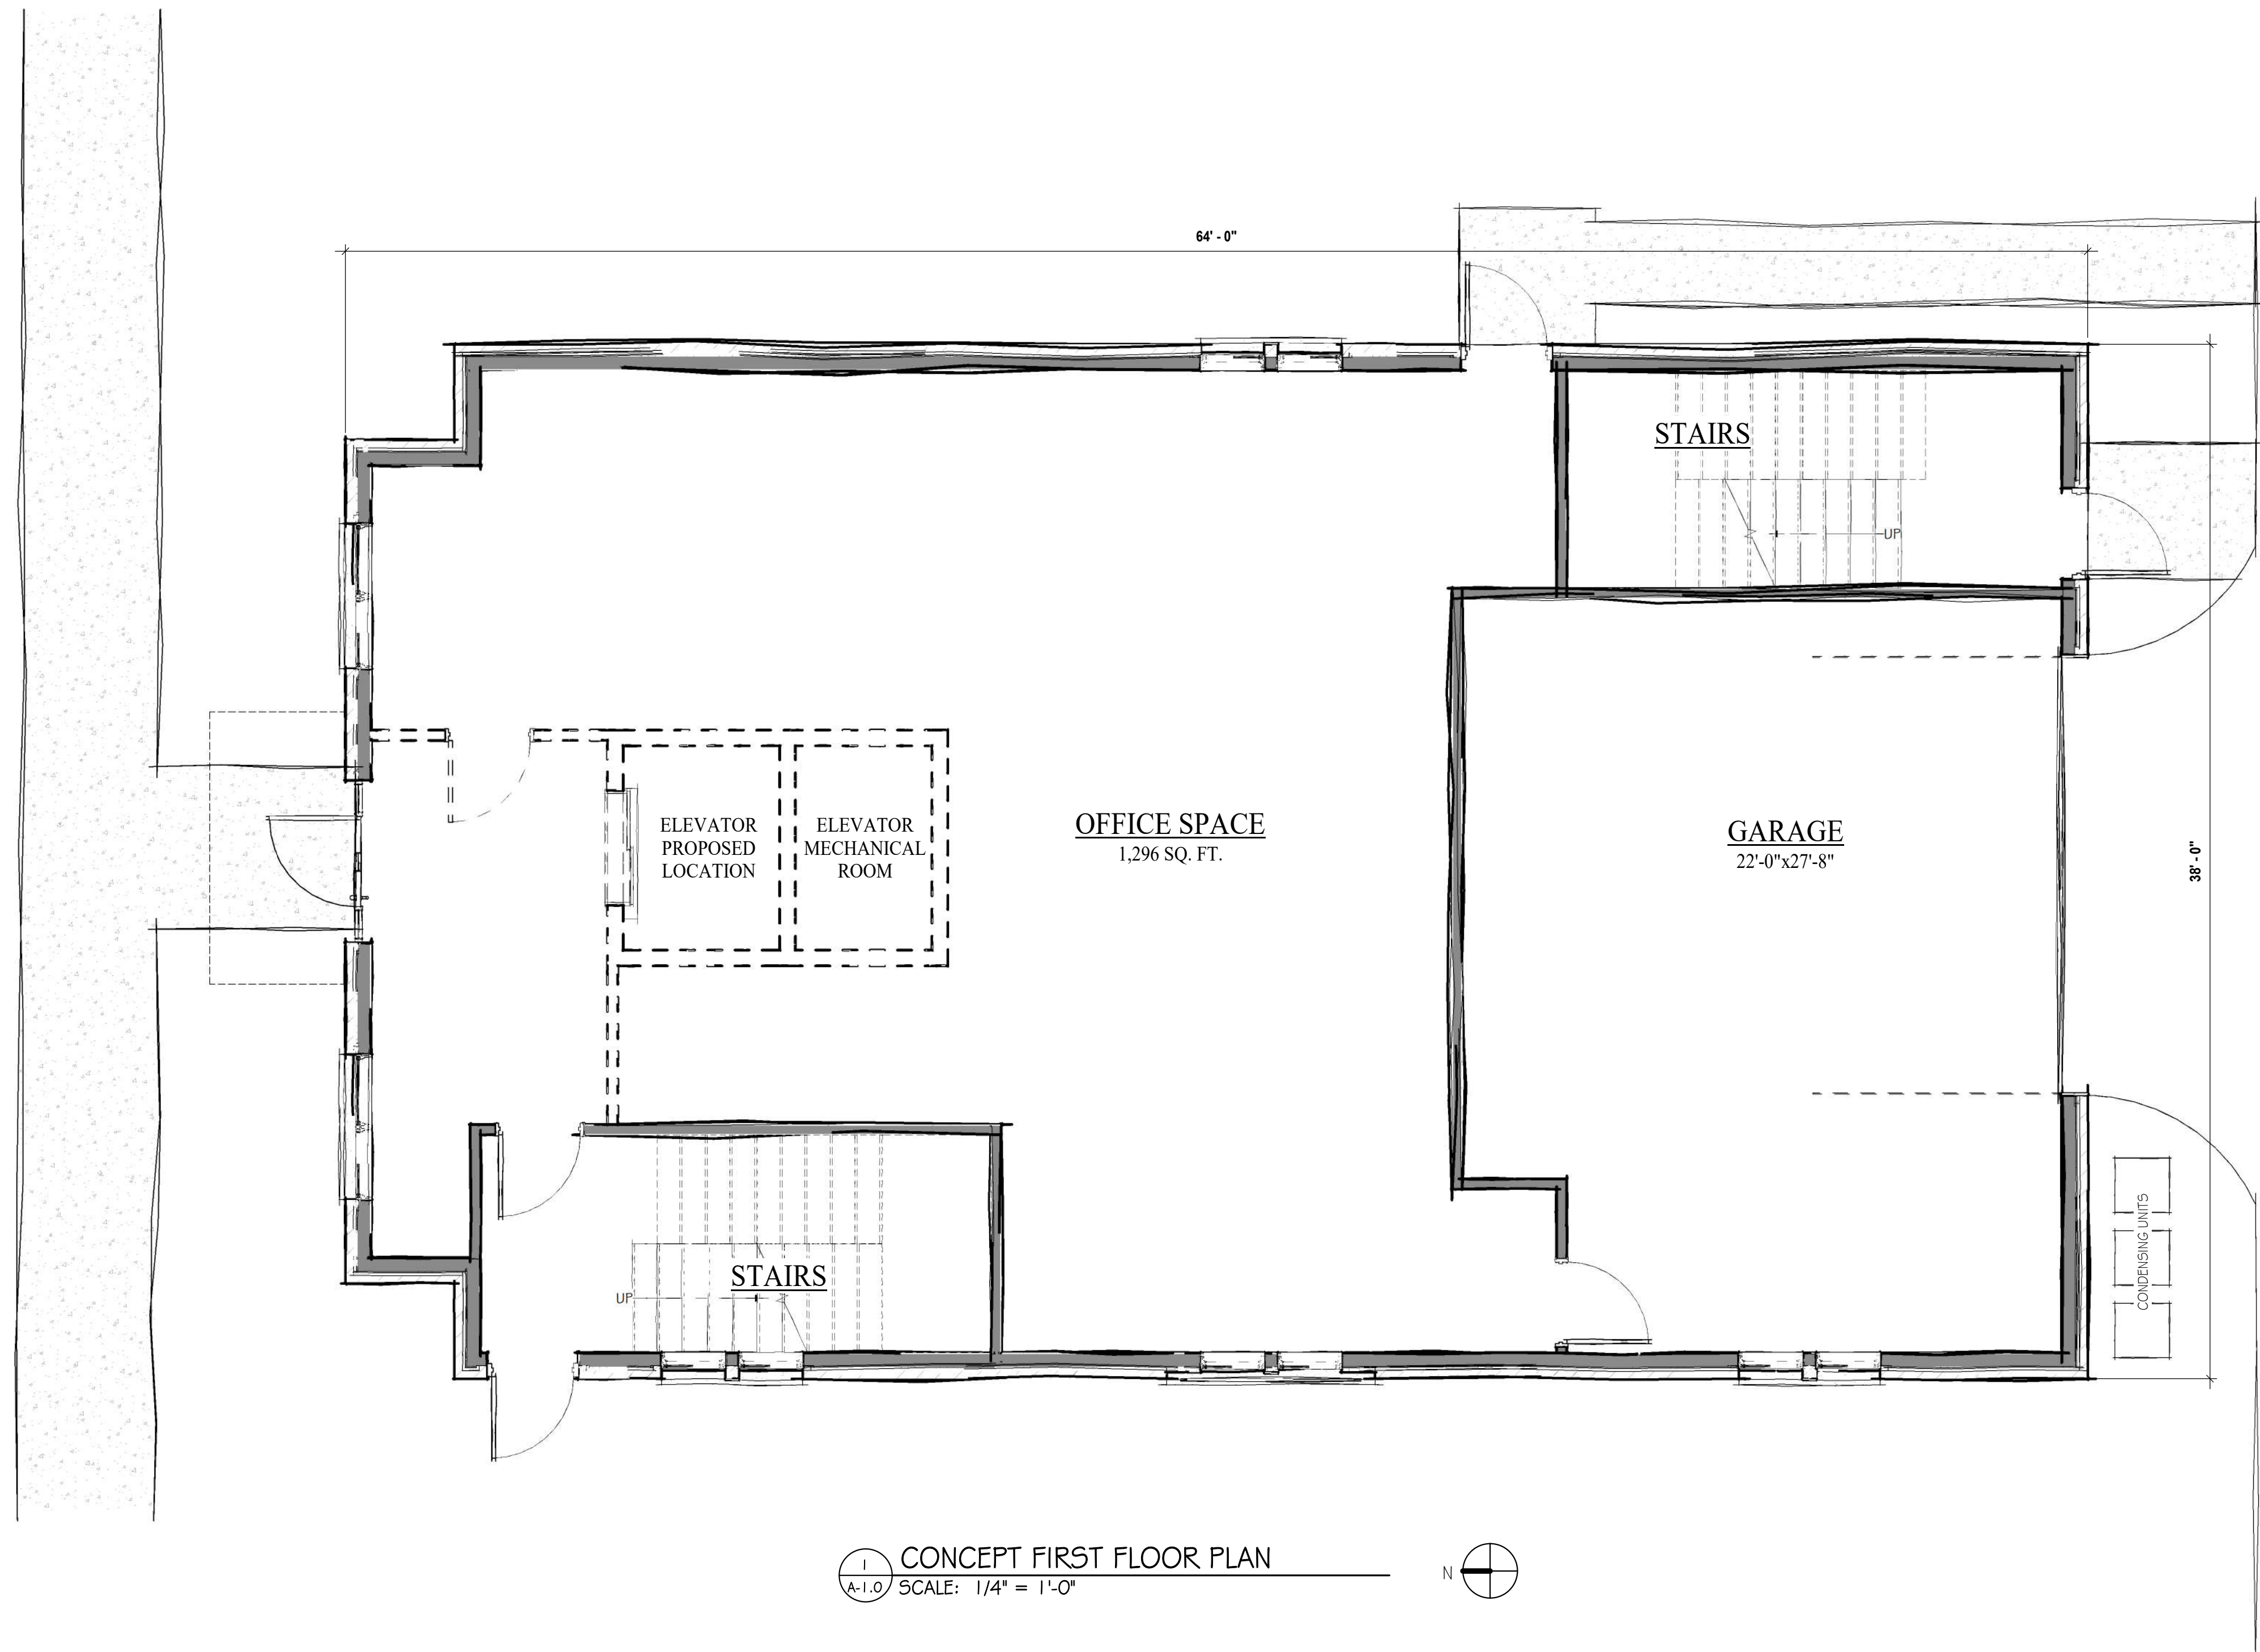 64' - 0"
STAIRS
UP
ELEVATOR
PROPOSED
LOCATION
ELEVATOR
MECHANICAL
ROOM
OFFICE SPACE
1,296 SQ. FT.
GARAGE
22'-0"x27'-8"
38' - 0"
STAIRS
UP
CONDENSING UNITS
1
A-1.0
CONCEPT FIRST FLOOR PLAN
SCALE: 1/4" = 1'-0"
N